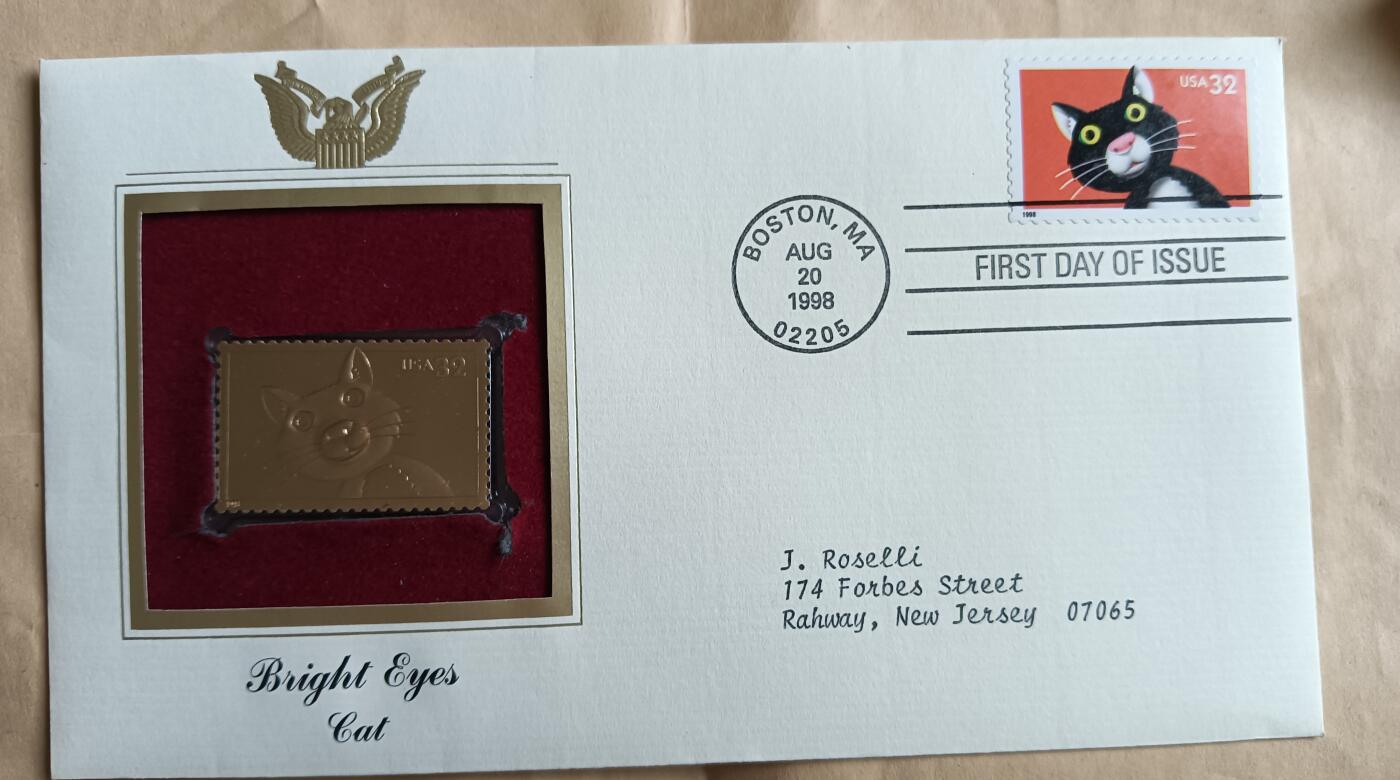 USA 32
1998
BOSTON, MA
AUG
20
1998
02205
FIRST DAY OF ISSUE
USA 32
J. Roselli
174 Forbes Street
Rahway, New Jersey 07065
Bright Eyes
Cat